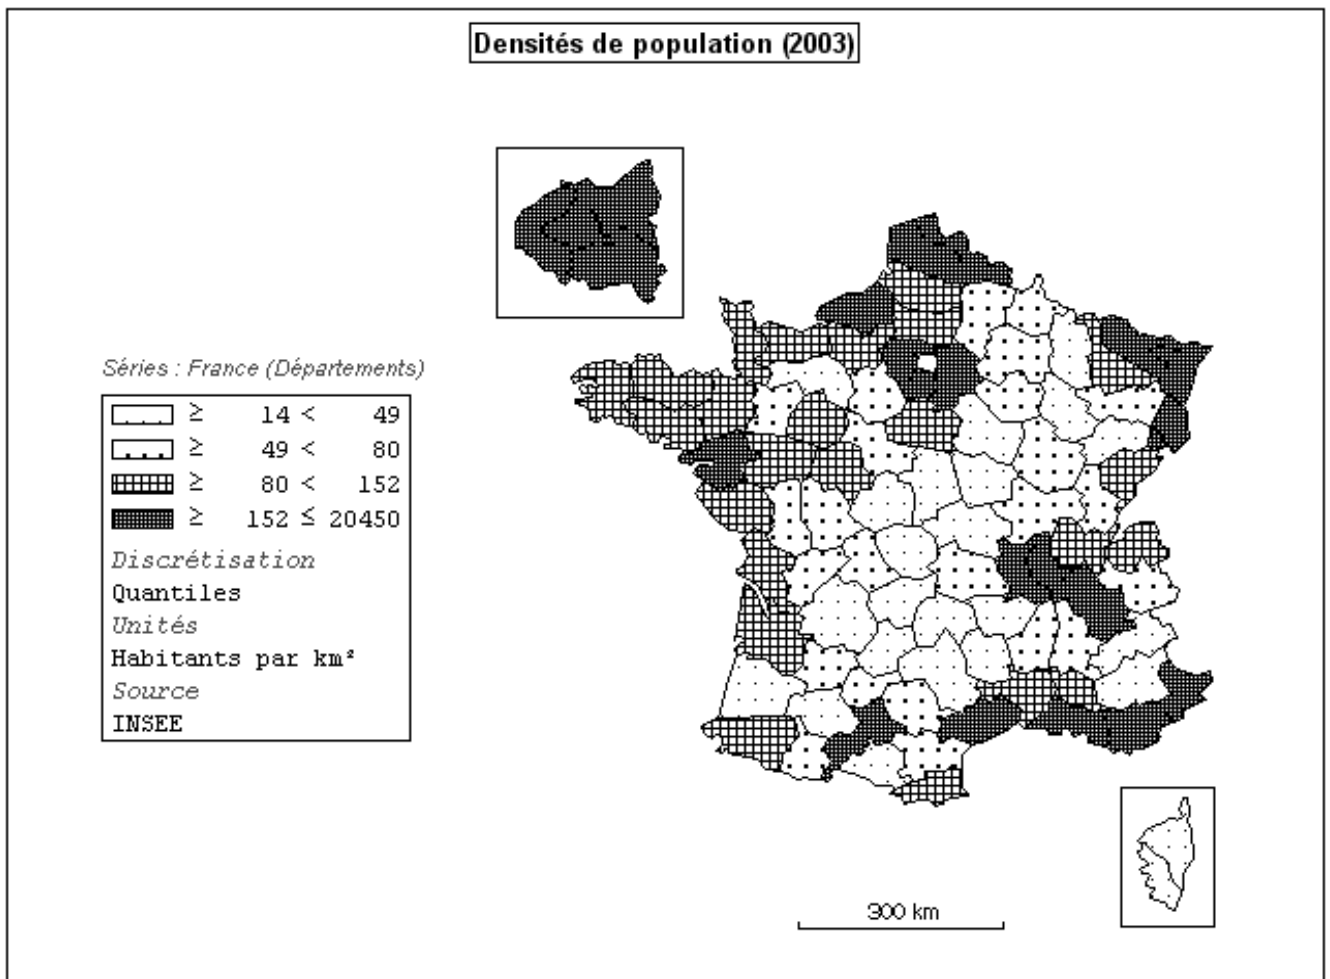 Densités de population (2003)
Séries : France (Départements)
≥ 14 < 49
≥ 49 < 80
≥ 80 < 152
≥ 152 ≤ 20450
Discrétisation
Quantiles
Unités
Habitants par km²
Source
INSEE
300 km